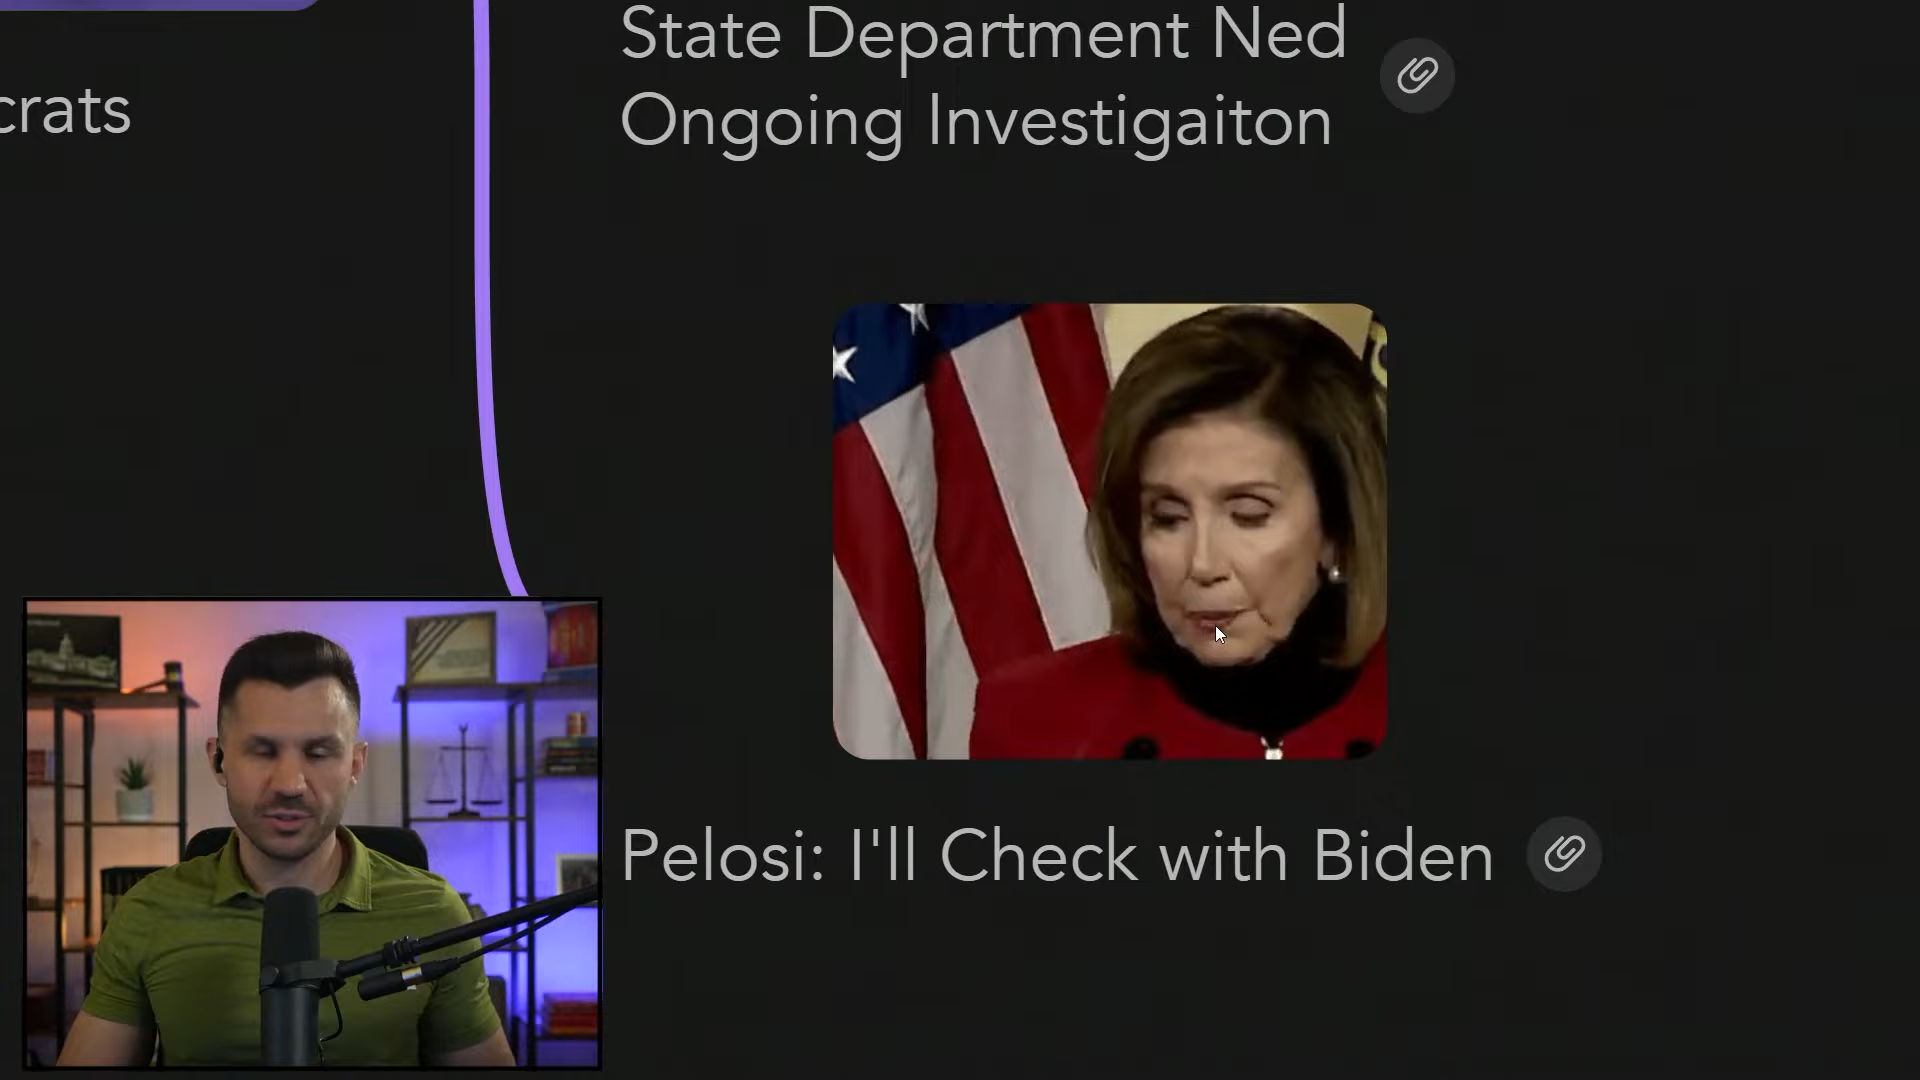 State Department Ned
Ongoing Investigaiton
crats
Pelosi: I'll Check with Biden